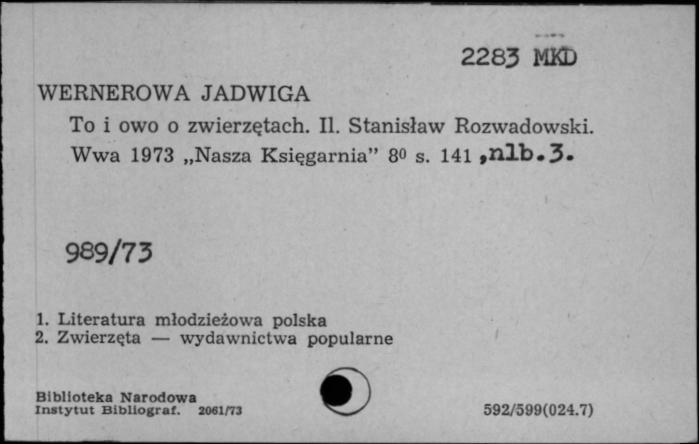 2283 MKD
WERNEROWA JADWIGA
To i owo o zwierzętach. Il. Stanisław Rozwadowski.
Wwa 1973 „Nasza Księgarnia” 8⁰ s. 141 ,nlb.3.
989/73
1. Literatura młodzieżowa polska
2. Zwierzęta — wydawnictwa popularne
Biblioteka Narodowa
Instytut Bibliograf. 2061/73
592/599(024.7)